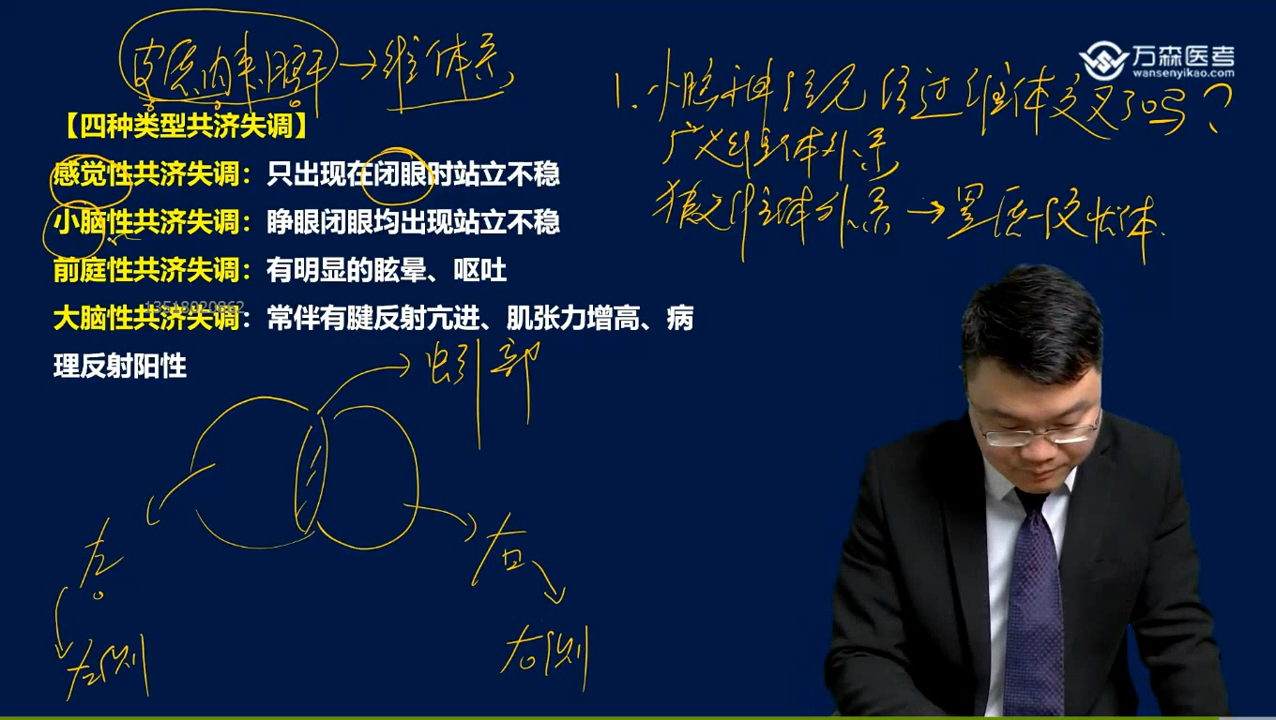 皮质内囊脑干→锥体系
万森医考
wansenyikao.com
1.小脑神经元经过锥体交叉了吗?
广义锥体外系
狭义锥体外系→黑质-纹状体
【四种类型共济失调】
感觉性共济失调：只出现在闭眼时站立不稳
小脑性共济失调：睁眼闭眼均出现站立不稳
前庭性共济失调：有明显的眩晕、呕吐
13518020862
大脑性共济失调：常伴有腱反射亢进、肌张力增高、病
理反射阳性
蚓部
左
右
左侧
右侧